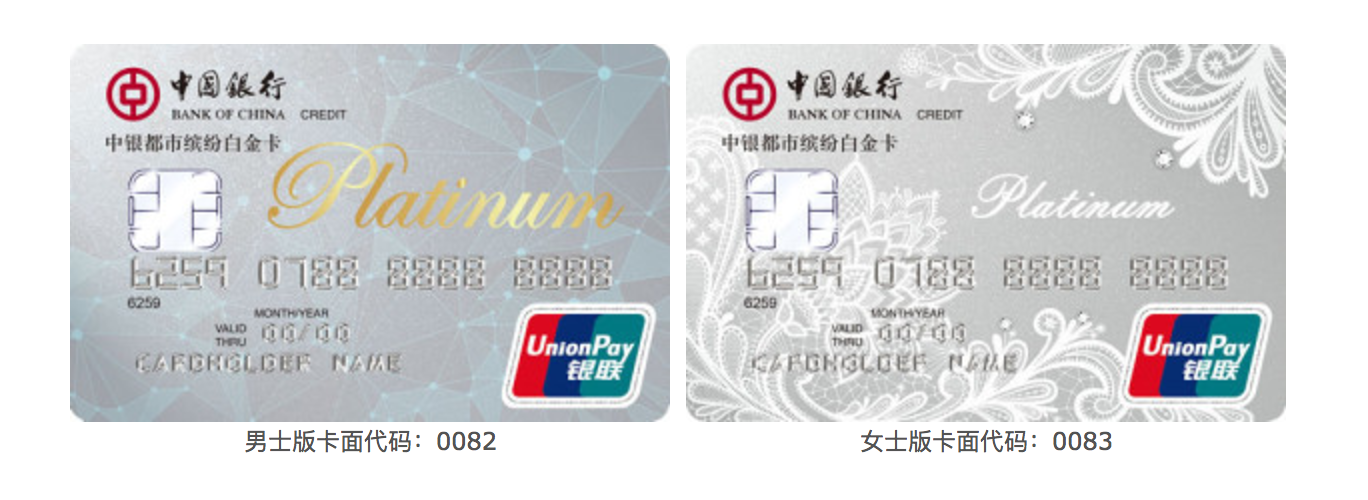 中国銀行
BANK OF CHINA CREDIT
中银都市缤纷白金卡
Platinum
6259 0788 8888 8888
6259
MONTH/YEAR
VALID THRU 00/00
CARDHOLDER NAME
UnionPay
银联
男士版卡面代码：0082
中国銀行
BANK OF CHINA CREDIT
中银都市缤纷白金卡
Platinum
6259 0788 8888 8888
6259
MONTH/YEAR
VALID THRU 00/00
CARDHOLDER NAME
UnionPay
银联
女士版卡面代码：0083